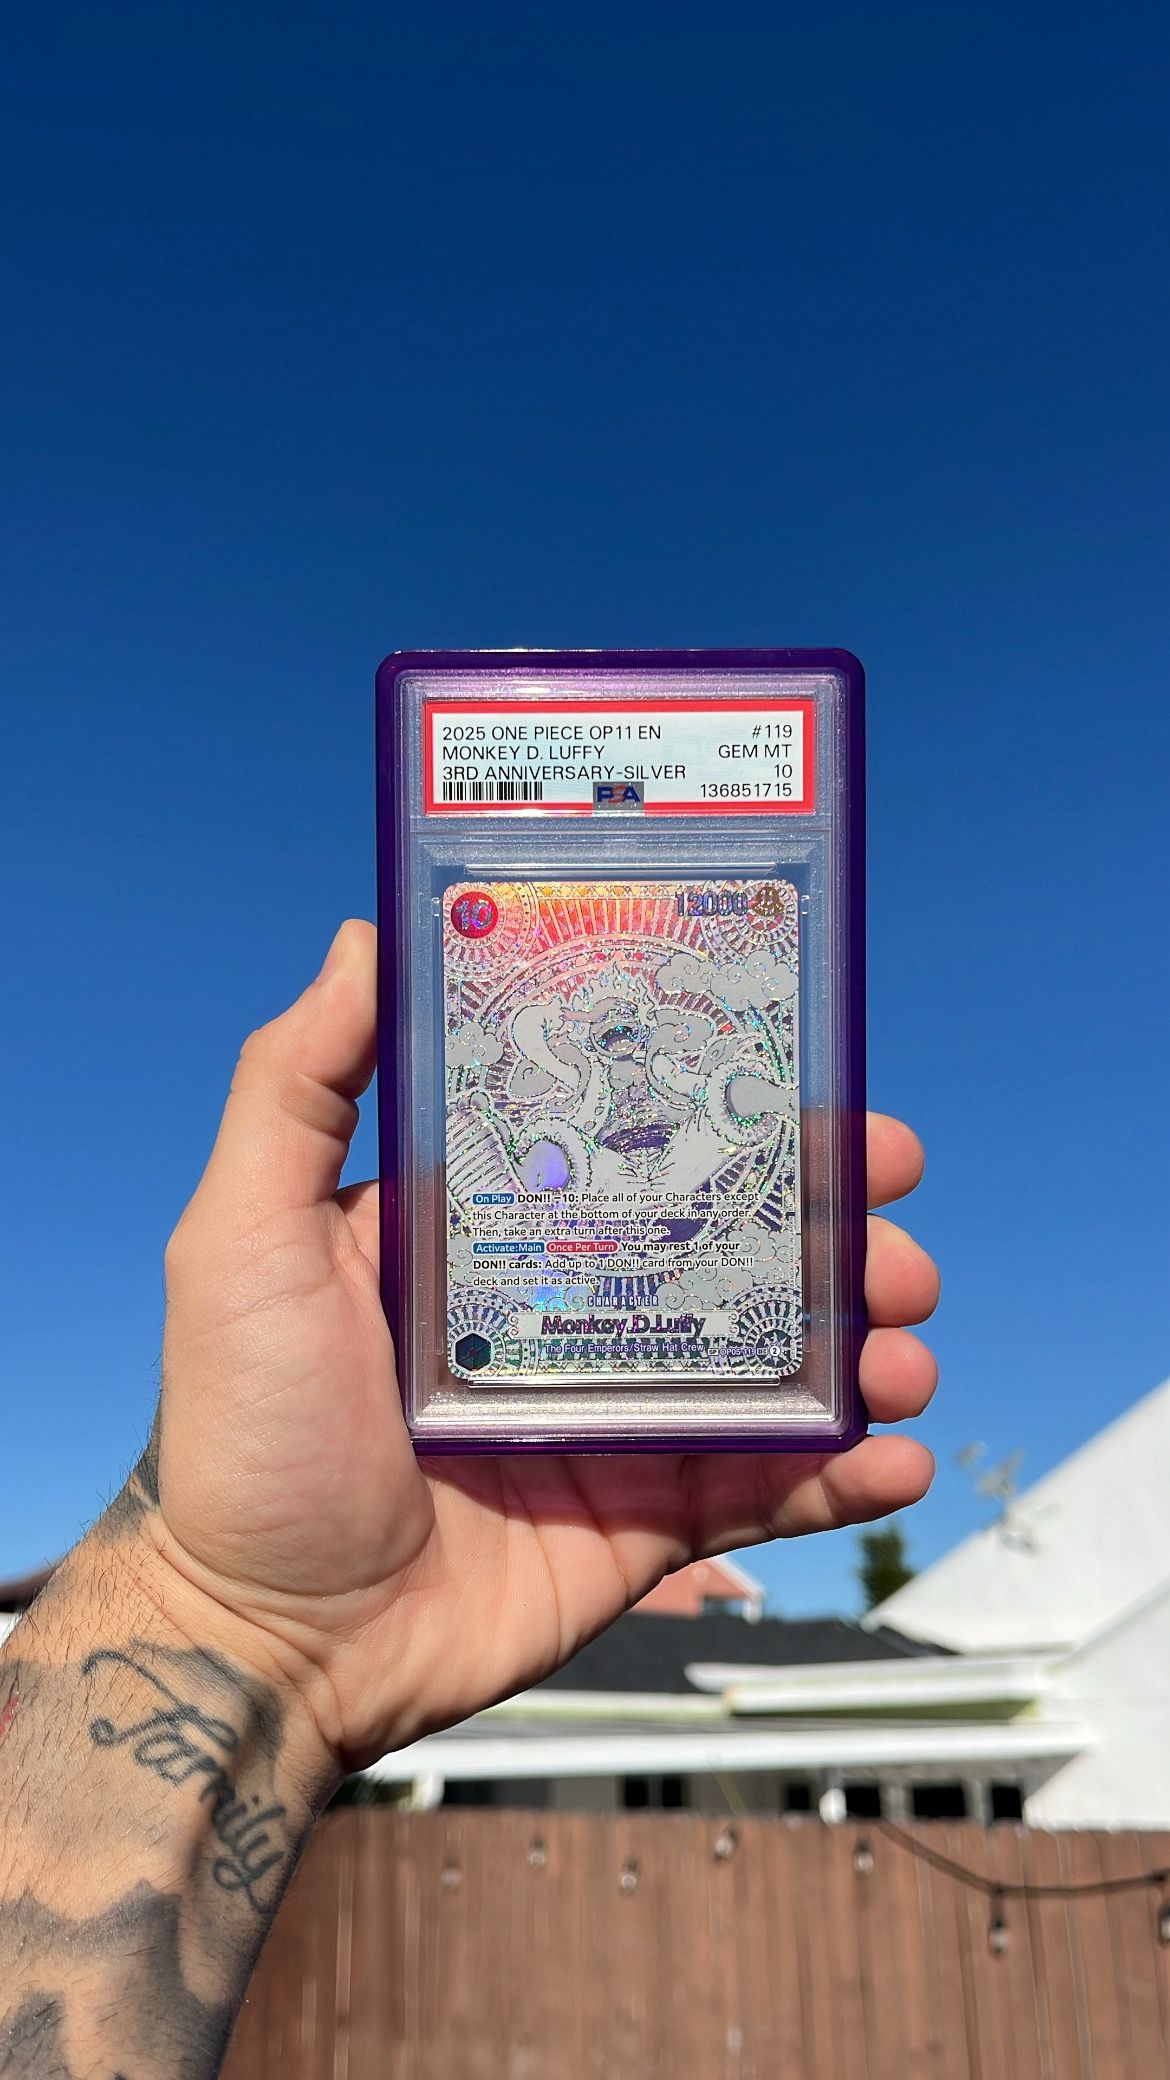 2025 ONE PIECE OP11 EN #119
MONKEY D. LUFFY GEM MT
3RD ANNIVERSARY-SILVER 10
PSA 136851715
10 12000
On Play DON!! −10: Place all of your Characters except
this Character at the bottom of your deck in any order.
Then, take an extra turn after this one.
Activate:Main Once Per Turn You may rest 1 of your
DON!! cards: Add up to 1 DON!! card from your DON!!
deck and set it as active.
CHARACTER
Monkey.D.Luffy
The Four Emperors/Straw Hat Crew SP OP05-119 SEC 2
Family